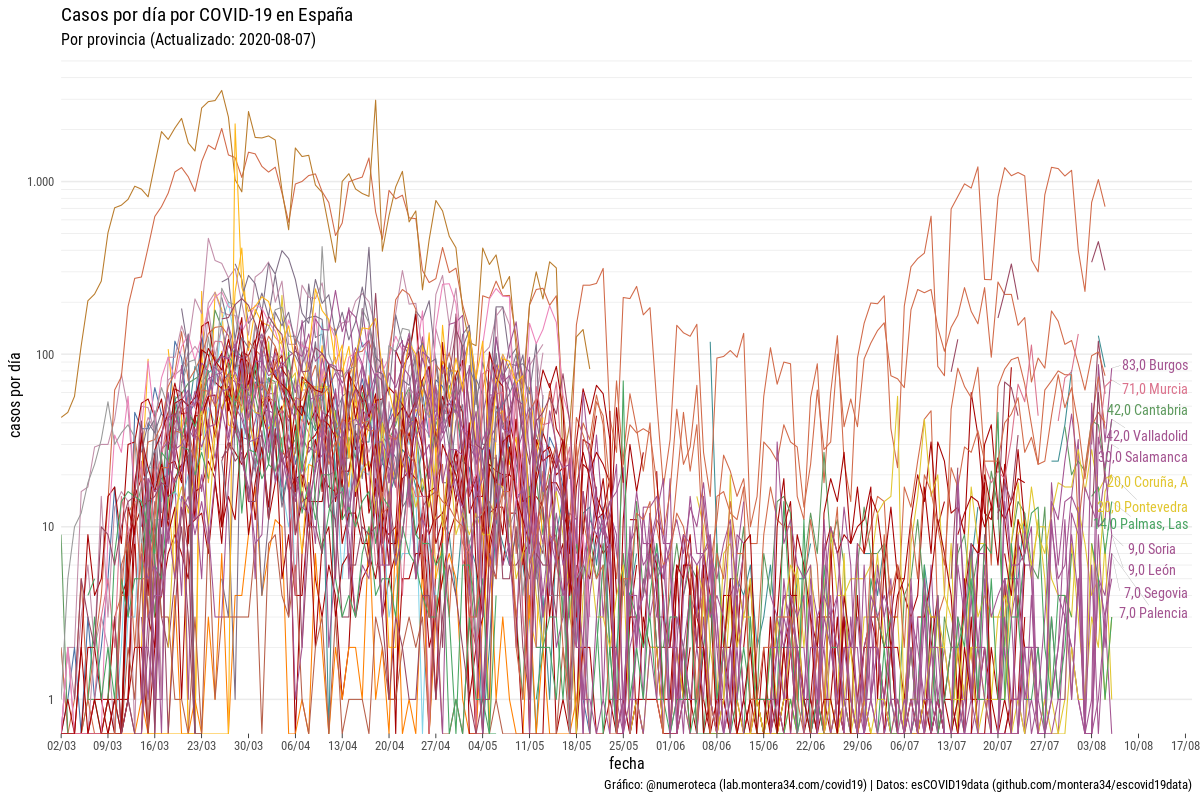 Casos por día por COVID-19 en España
Por provincia (Actualizado: 2020-08-07)
casos por día
1.000
100
10
1
83,0 Burgos
71,0 Murcia
42,0 Cantabria
42,0 Valladolid
30,0 Salamanca
20,0 Coruña, A
Pontevedra
Palmas, Las
9,0 Soria
9,0 León
7,0 Segovia
7,0 Palencia
02/03 09/03 16/03 23/03 30/03 06/04 13/04 20/04 27/04 04/05 11/05 18/05 25/05 01/06 08/06 15/06 22/06 29/06 06/07 13/07 20/07 27/07 03/08 10/08 17/08
fecha
Gráfico: @numeroteca (lab.montera34.com/covid19) | Datos: esCOVID19data (github.com/montera34/escovid19data)